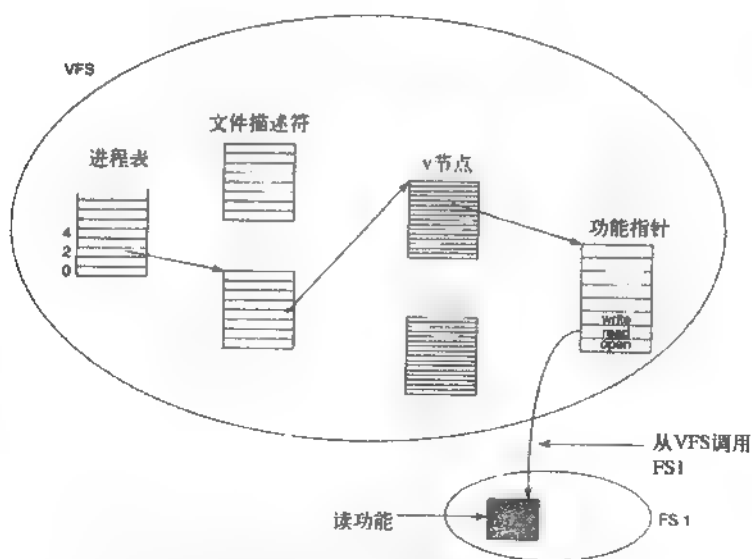 VFS
文件描述符
进程表
v节点
功能指针
4
2
0
write
read
open
从VFS调用
FS1
读功能
FS 1